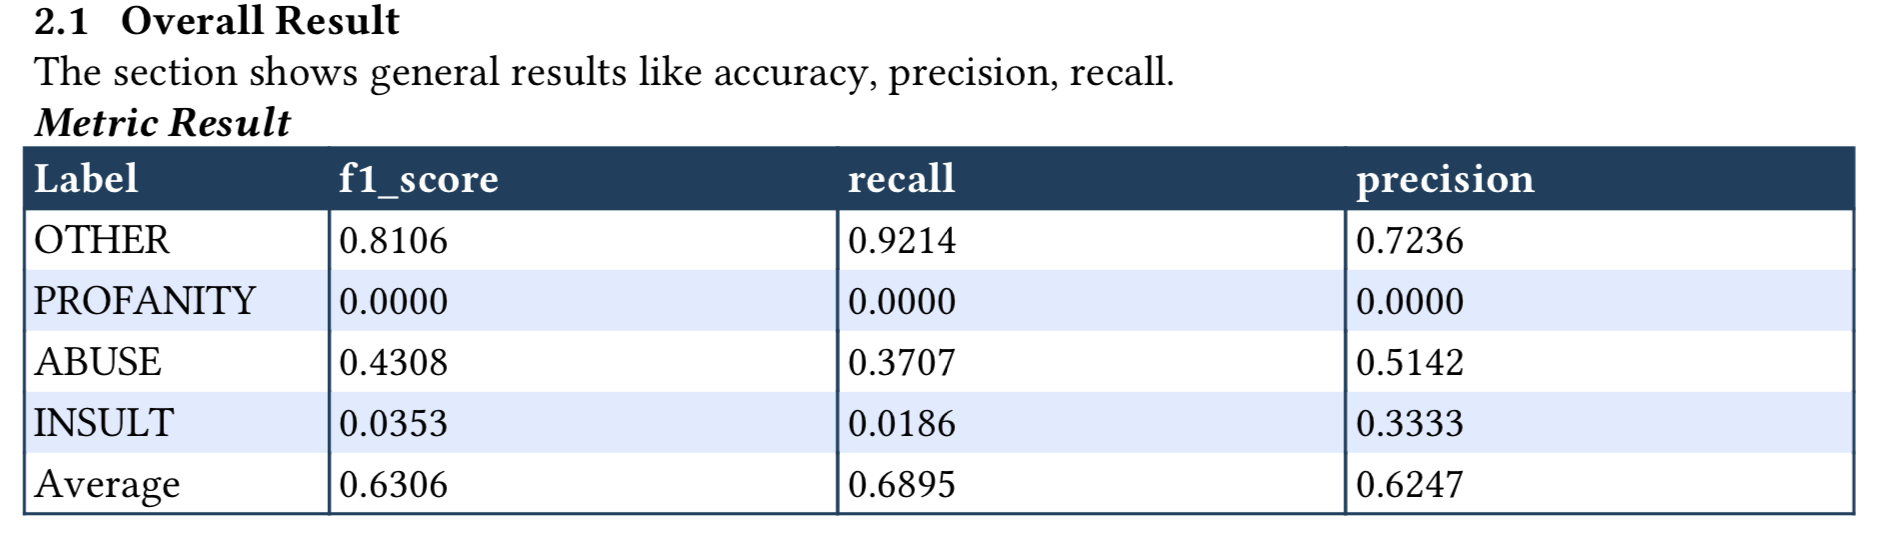 2.1 Overall Result
The section shows general results like accuracy, precision, recall.
Metric Result
Label f1_score recall precision
OTHER 0.8106 0.9214 0.7236
PROFANITY 0.0000 0.0000 0.0000
ABUSE 0.4308 0.3707 0.5142
INSULT 0.0353 0.0186 0.3333
Average 0.6306 0.6895 0.6247